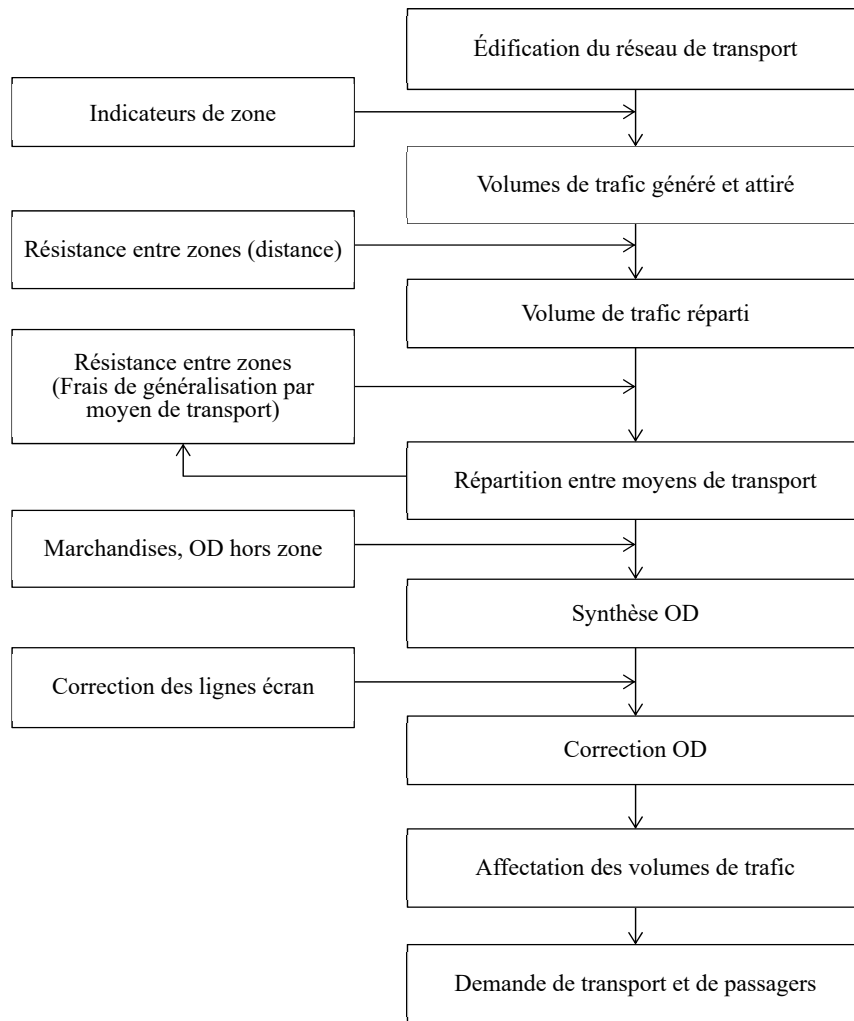 Édification du réseau de transport
Indicateurs de zone
Volumes de trafic généré et attiré
Résistance entre zones (distance)
Volume de trafic réparti
Résistance entre zones
(Frais de généralisation par
moyen de transport)
Répartition entre moyens de transport
Marchandises, OD hors zone
Synthèse OD
Correction des lignes écran
Correction OD
Affectation des volumes de trafic
Demande de transport et de passagers